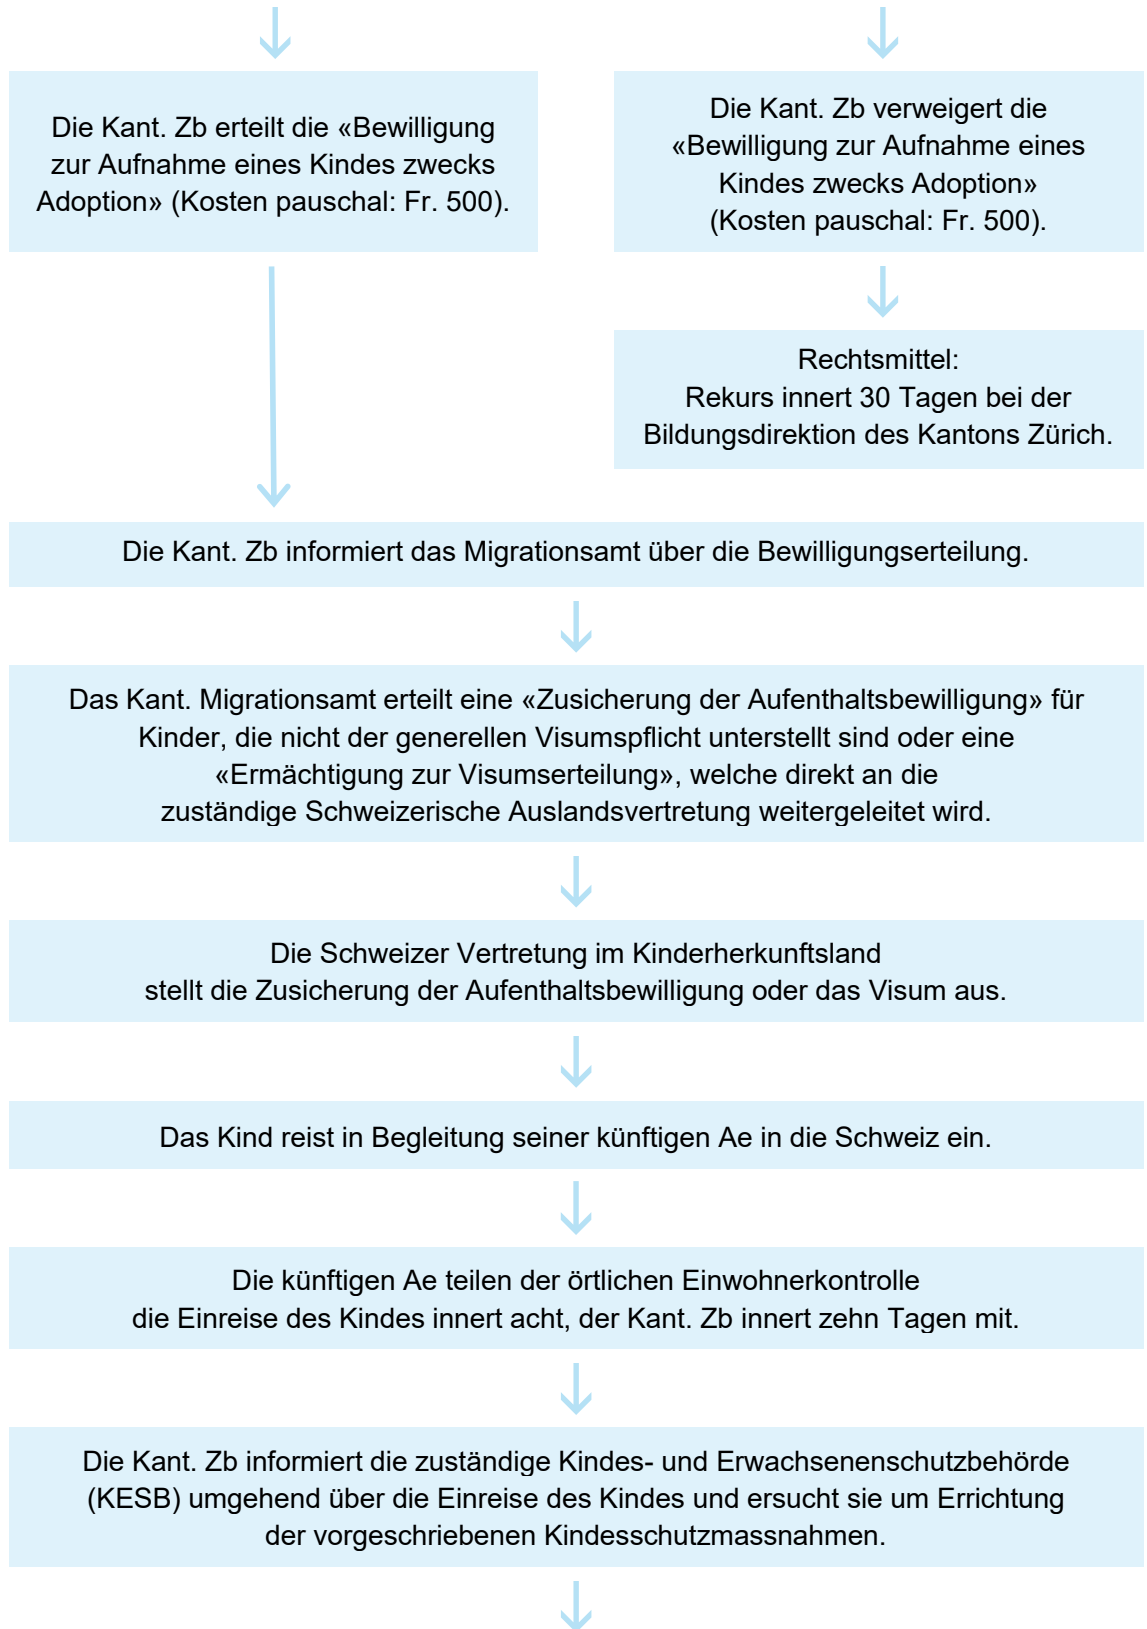 Die Kant. Zb erteilt die «Bewilligung
zur Aufnahme eines Kindes zwecks
Adoption» (Kosten pauschal: Fr. 500).
Die Kant. Zb verweigert die
«Bewilligung zur Aufnahme eines
Kindes zwecks Adoption»
(Kosten pauschal: Fr. 500).
Rechtsmittel:
Rekurs innert 30 Tagen bei der
Bildungsdirektion des Kantons Zürich.
Die Kant. Zb informiert das Migrationsamt über die Bewilligungserteilung.
Das Kant. Migrationsamt erteilt eine «Zusicherung der Aufenthaltsbewilligung» für
Kinder, die nicht der generellen Visumspflicht unterstellt sind oder eine
«Ermächtigung zur Visumserteilung», welche direkt an die
zuständige Schweizerische Auslandsvertretung weitergeleitet wird.
Die Schweizer Vertretung im Kinderherkunftsland
stellt die Zusicherung der Aufenthaltsbewilligung oder das Visum aus.
Das Kind reist in Begleitung seiner künftigen Ae in die Schweiz ein.
Die künftigen Ae teilen der örtlichen Einwohnerkontrolle
die Einreise des Kindes innert acht, der Kant. Zb innert zehn Tagen mit.
Die Kant. Zb informiert die zuständige Kindes- und Erwachsenenschutzbehörde
(KESB) umgehend über die Einreise des Kindes und ersucht sie um Errichtung
der vorgeschriebenen Kindesschutzmassnahmen.